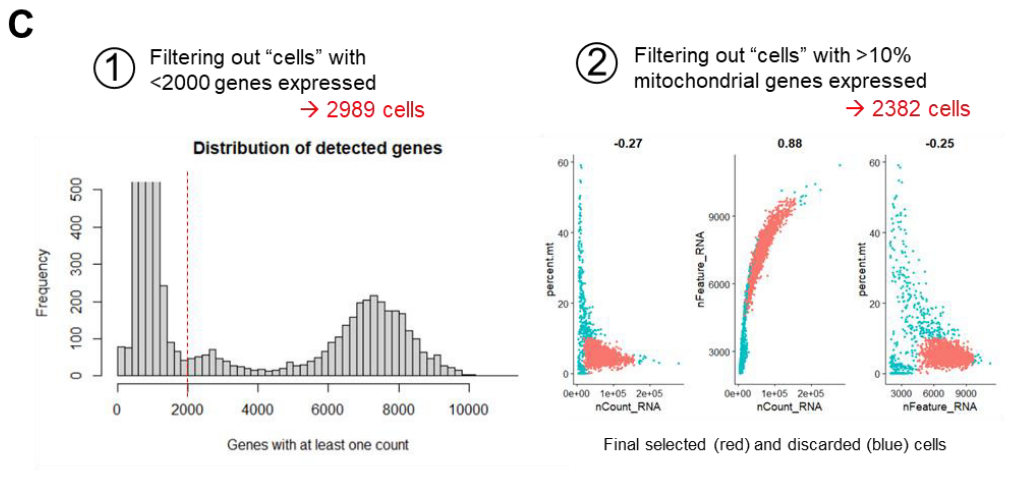 C
1 Filtering out “cells” with
<2000 genes expressed
→ 2989 cells
Distribution of detected genes
Frequency
500
400
300
200
100
0
0 2000 4000 6000 8000 10000
Genes with at least one count
2 Filtering out “cells” with >10%
mitochondrial genes expressed
→ 2382 cells
-0.27
percent.mt
60
40
20
0
0e+00 1e+05 2e+05
nCount_RNA
0.88
nFeature_RNA
9000
6000
3000
0e+00 1e+05 2e+05
nCount_RNA
-0.25
percent.mt
60
40
20
0
3000 6000 9000
nFeature_RNA
Final selected (red) and discarded (blue) cells